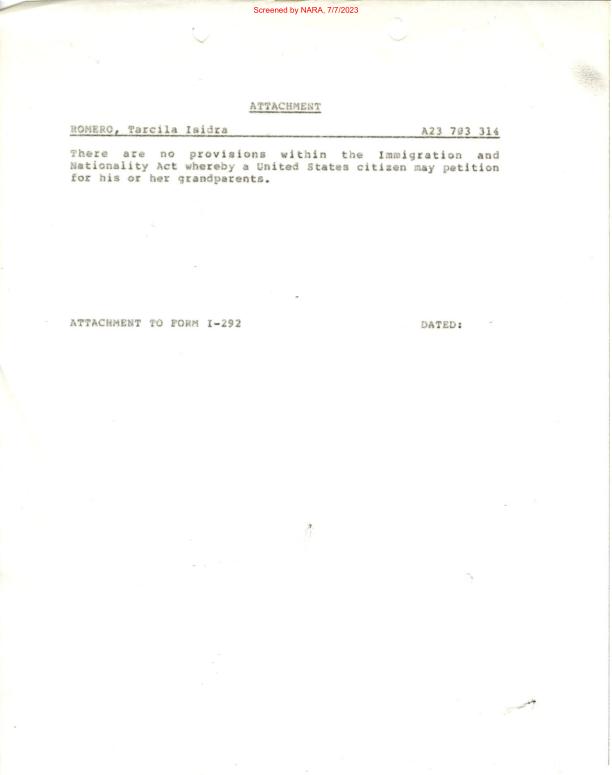 Screened by NARA, 7/7/2023
ATTACHMENT
ROMERO, Tarcila Isidra A23 703 314
There are no provisions within the Immigration and
Nationality Act whereby a United States citizen may petition
for his or her grandparents.
ATTACHMENT TO FORM I-292 DATED: